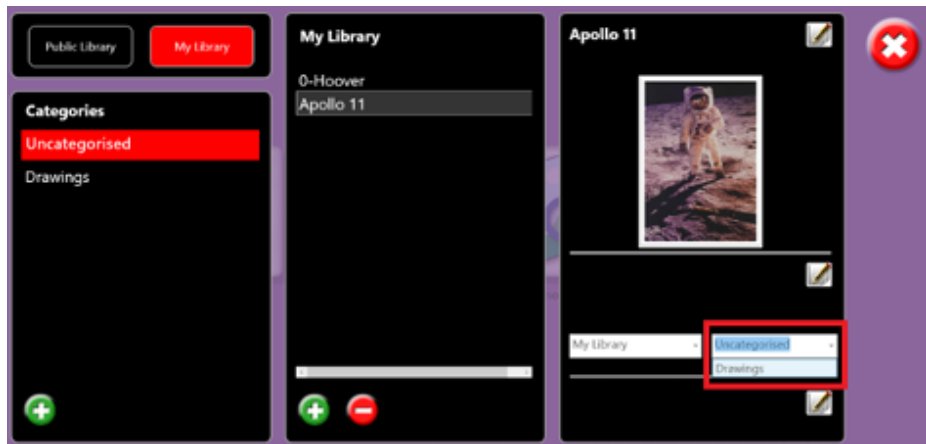 Public Library
My Library
Categories
Uncategorised
Drawings
My Library
0-Hoover
Apollo 11
Apollo 11
My Library
Uncategorised
Drawings